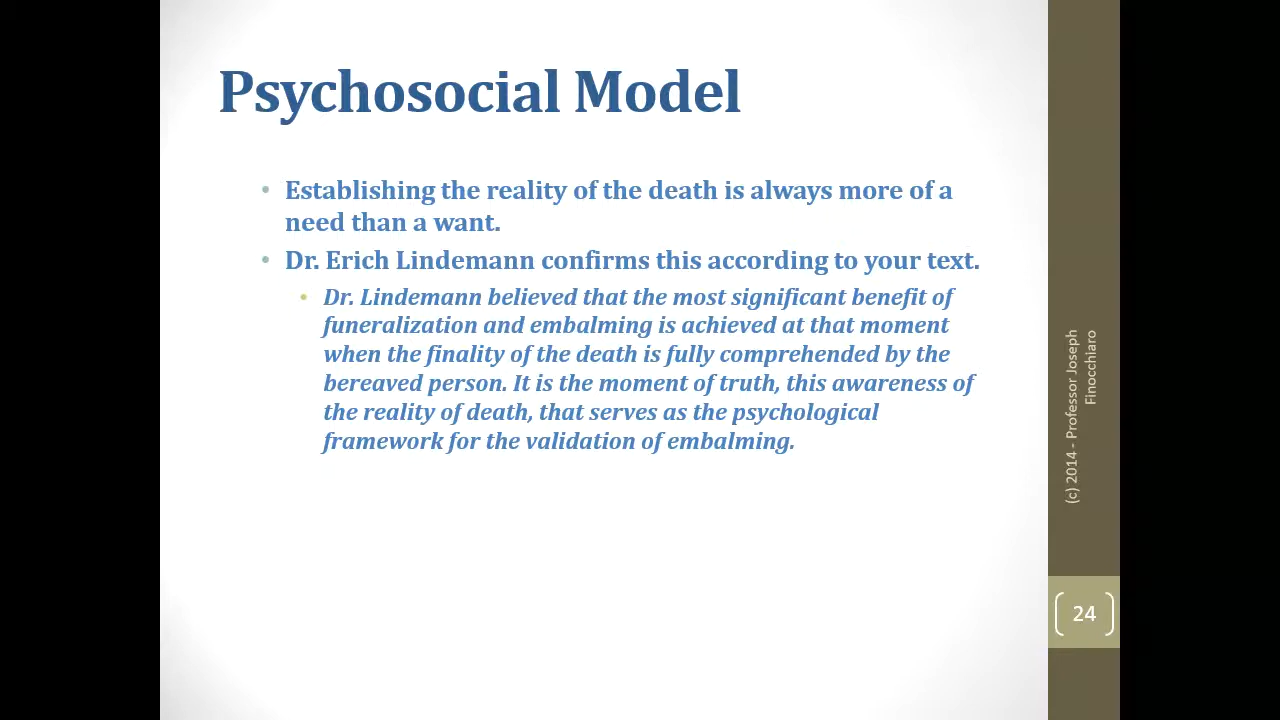 Psychosocial Model
• Establishing the reality of the death is always more of a
need than a want.
• Dr. Erich Lindemann confirms this according to your text.
• Dr. Lindemann believed that the most significant benefit of
funeralization and embalming is achieved at that moment
when the finality of the death is fully comprehended by the
bereaved person. It is the moment of truth, this awareness of
the reality of death, that serves as the psychological
framework for the validation of embalming.
(c) 2014 - Professor Joseph
Finocchiaro
24